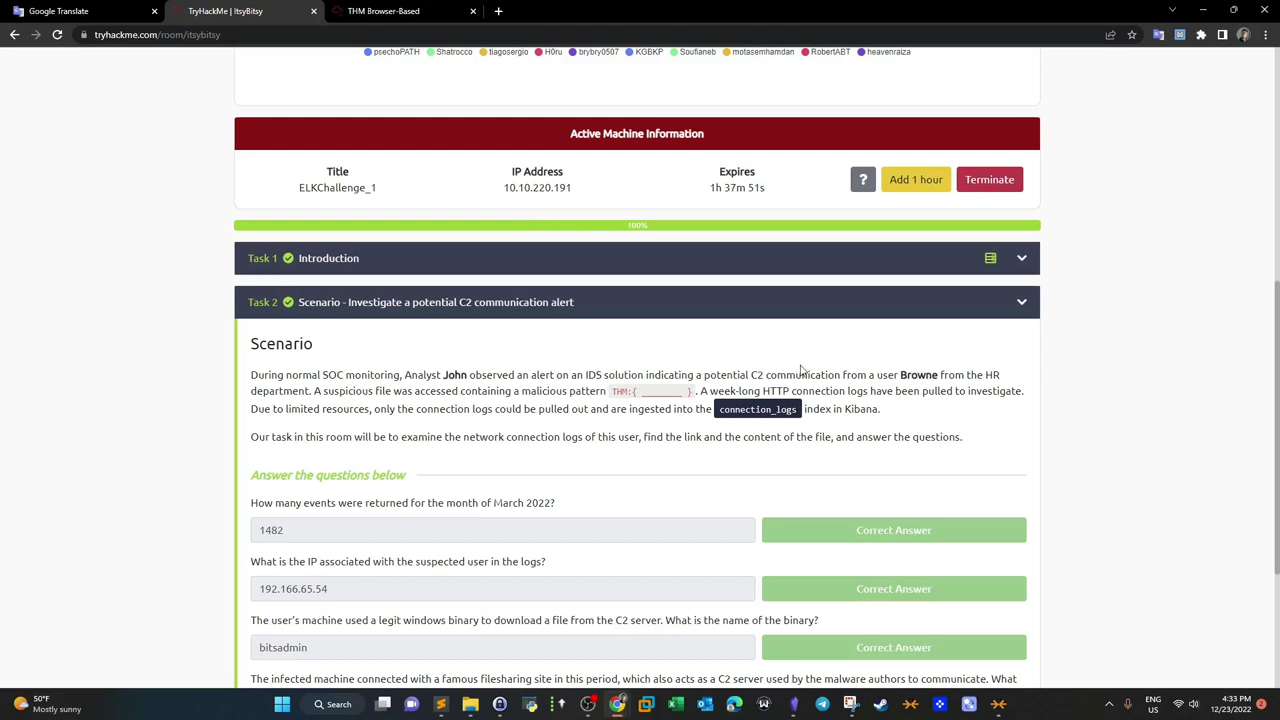 Google Translate
TryHackMe | ItsyBitsy
THM Browser-Based
tryhackme.com/room/itsybitsy
psechoPATH Shatrocco tiagosergio H0ru brybry0507 KGBKP Soufianeb motasemhamdan RobertABT heavenraiza
Active Machine Information
Title
IP Address
Expires
ELKChallenge_1
10.10.220.191
1h 37m 51s
?
Add 1 hour
Terminate
100%
Task 1 Introduction
Task 2 Scenario - Investigate a potential C2 communication alert
Scenario
During normal SOC monitoring, Analyst John observed an alert on an IDS solution indicating a potential C2 communication from a user Browne from the HR
department. A suspicious file was accessed containing a malicious pattern THM:{ ________ }. A week-long HTTP connection logs have been pulled to investigate.
Due to limited resources, only the connection logs could be pulled out and are ingested into the connection_logs index in Kibana.
Our task in this room will be to examine the network connection logs of this user, find the link and the content of the file, and answer the questions.
Answer the questions below
How many events were returned for the month of March 2022?
1482
Correct Answer
What is the IP associated with the suspected user in the logs?
192.166.65.54
Correct Answer
The user's machine used a legit windows binary to download a file from the C2 server. What is the name of the binary?
bitsadmin
Correct Answer
The infected machine connected with a famous filesharing site in this period, which also acts as a C2 server used by the malware authors to communicate. What
50°F
Mostly sunny
Search
ENG
US
4:33 PM
12/23/2022
2